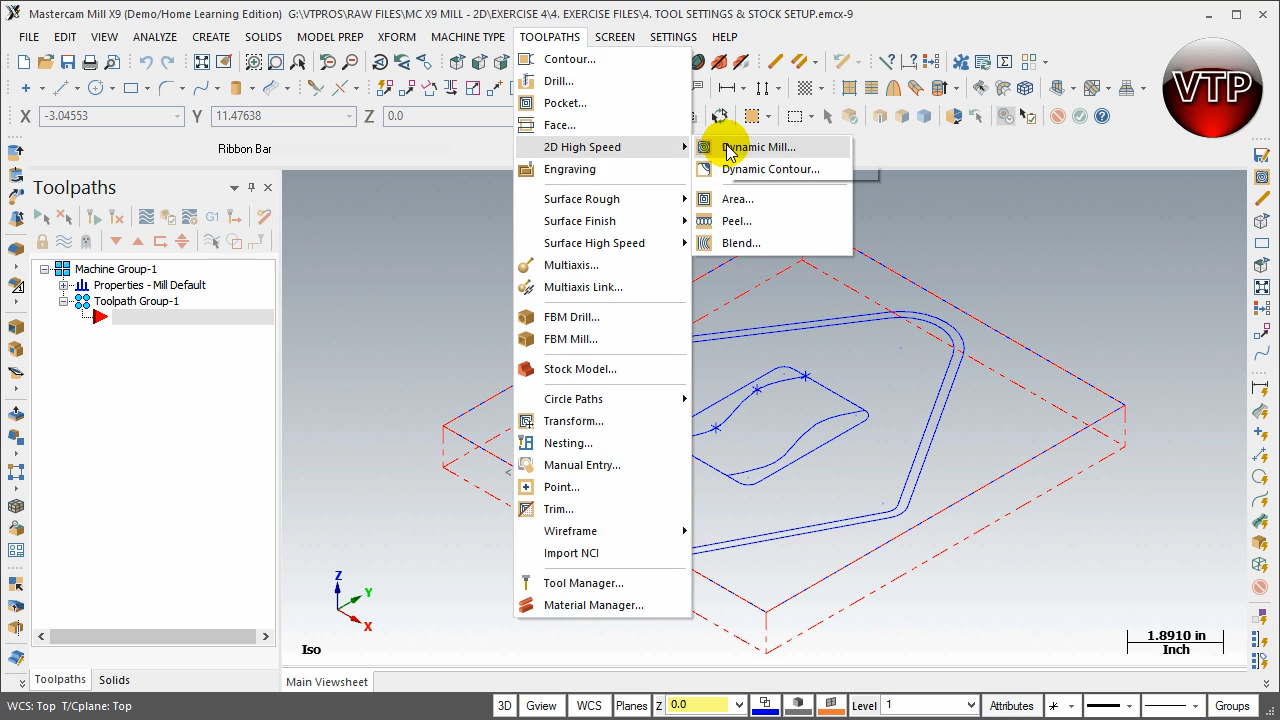 Mastercam Mill X9 (Demo/Home Learning Edition) G:\VTPROS\RAW FILES\MC X9 MILL - 2D\EXERCISE 4\4. EXERCISE FILES\4. TOOL SETTINGS & STOCK SETUP.emcx-9
FILE EDIT VIEW ANALYZE CREATE SOLIDS MODEL PREP XFORM MACHINE TYPE TOOLPATHS SCREEN SETTINGS HELP
X -3.04553 Y 11.47638 Z 0.0
VTP
Ribbon Bar
Toolpaths
G1
Machine Group-1
Properties - Mill Default
Toolpath Group-1
Contour...
Drill...
Pocket...
Face...
2D High Speed
Engraving
Surface Rough
Surface Finish
Surface High Speed
Multiaxis...
Multiaxis Link...
FBM Drill...
FBM Mill...
Stock Model...
Circle Paths
Transform...
Nesting...
Manual Entry...
Point...
Trim...
Wireframe
Import NCI
Tool Manager...
Material Manager...
Dynamic Mill...
Dynamic Contour...
Area...
Peel...
Blend...
Z
Y
X
Iso
1.8910 in
Inch
Toolpaths Solids
Main Viewsheet
WCS: Top T/Cplane: Top
3D Gview WCS Planes Z 0.0 Level 1 Attributes Groups